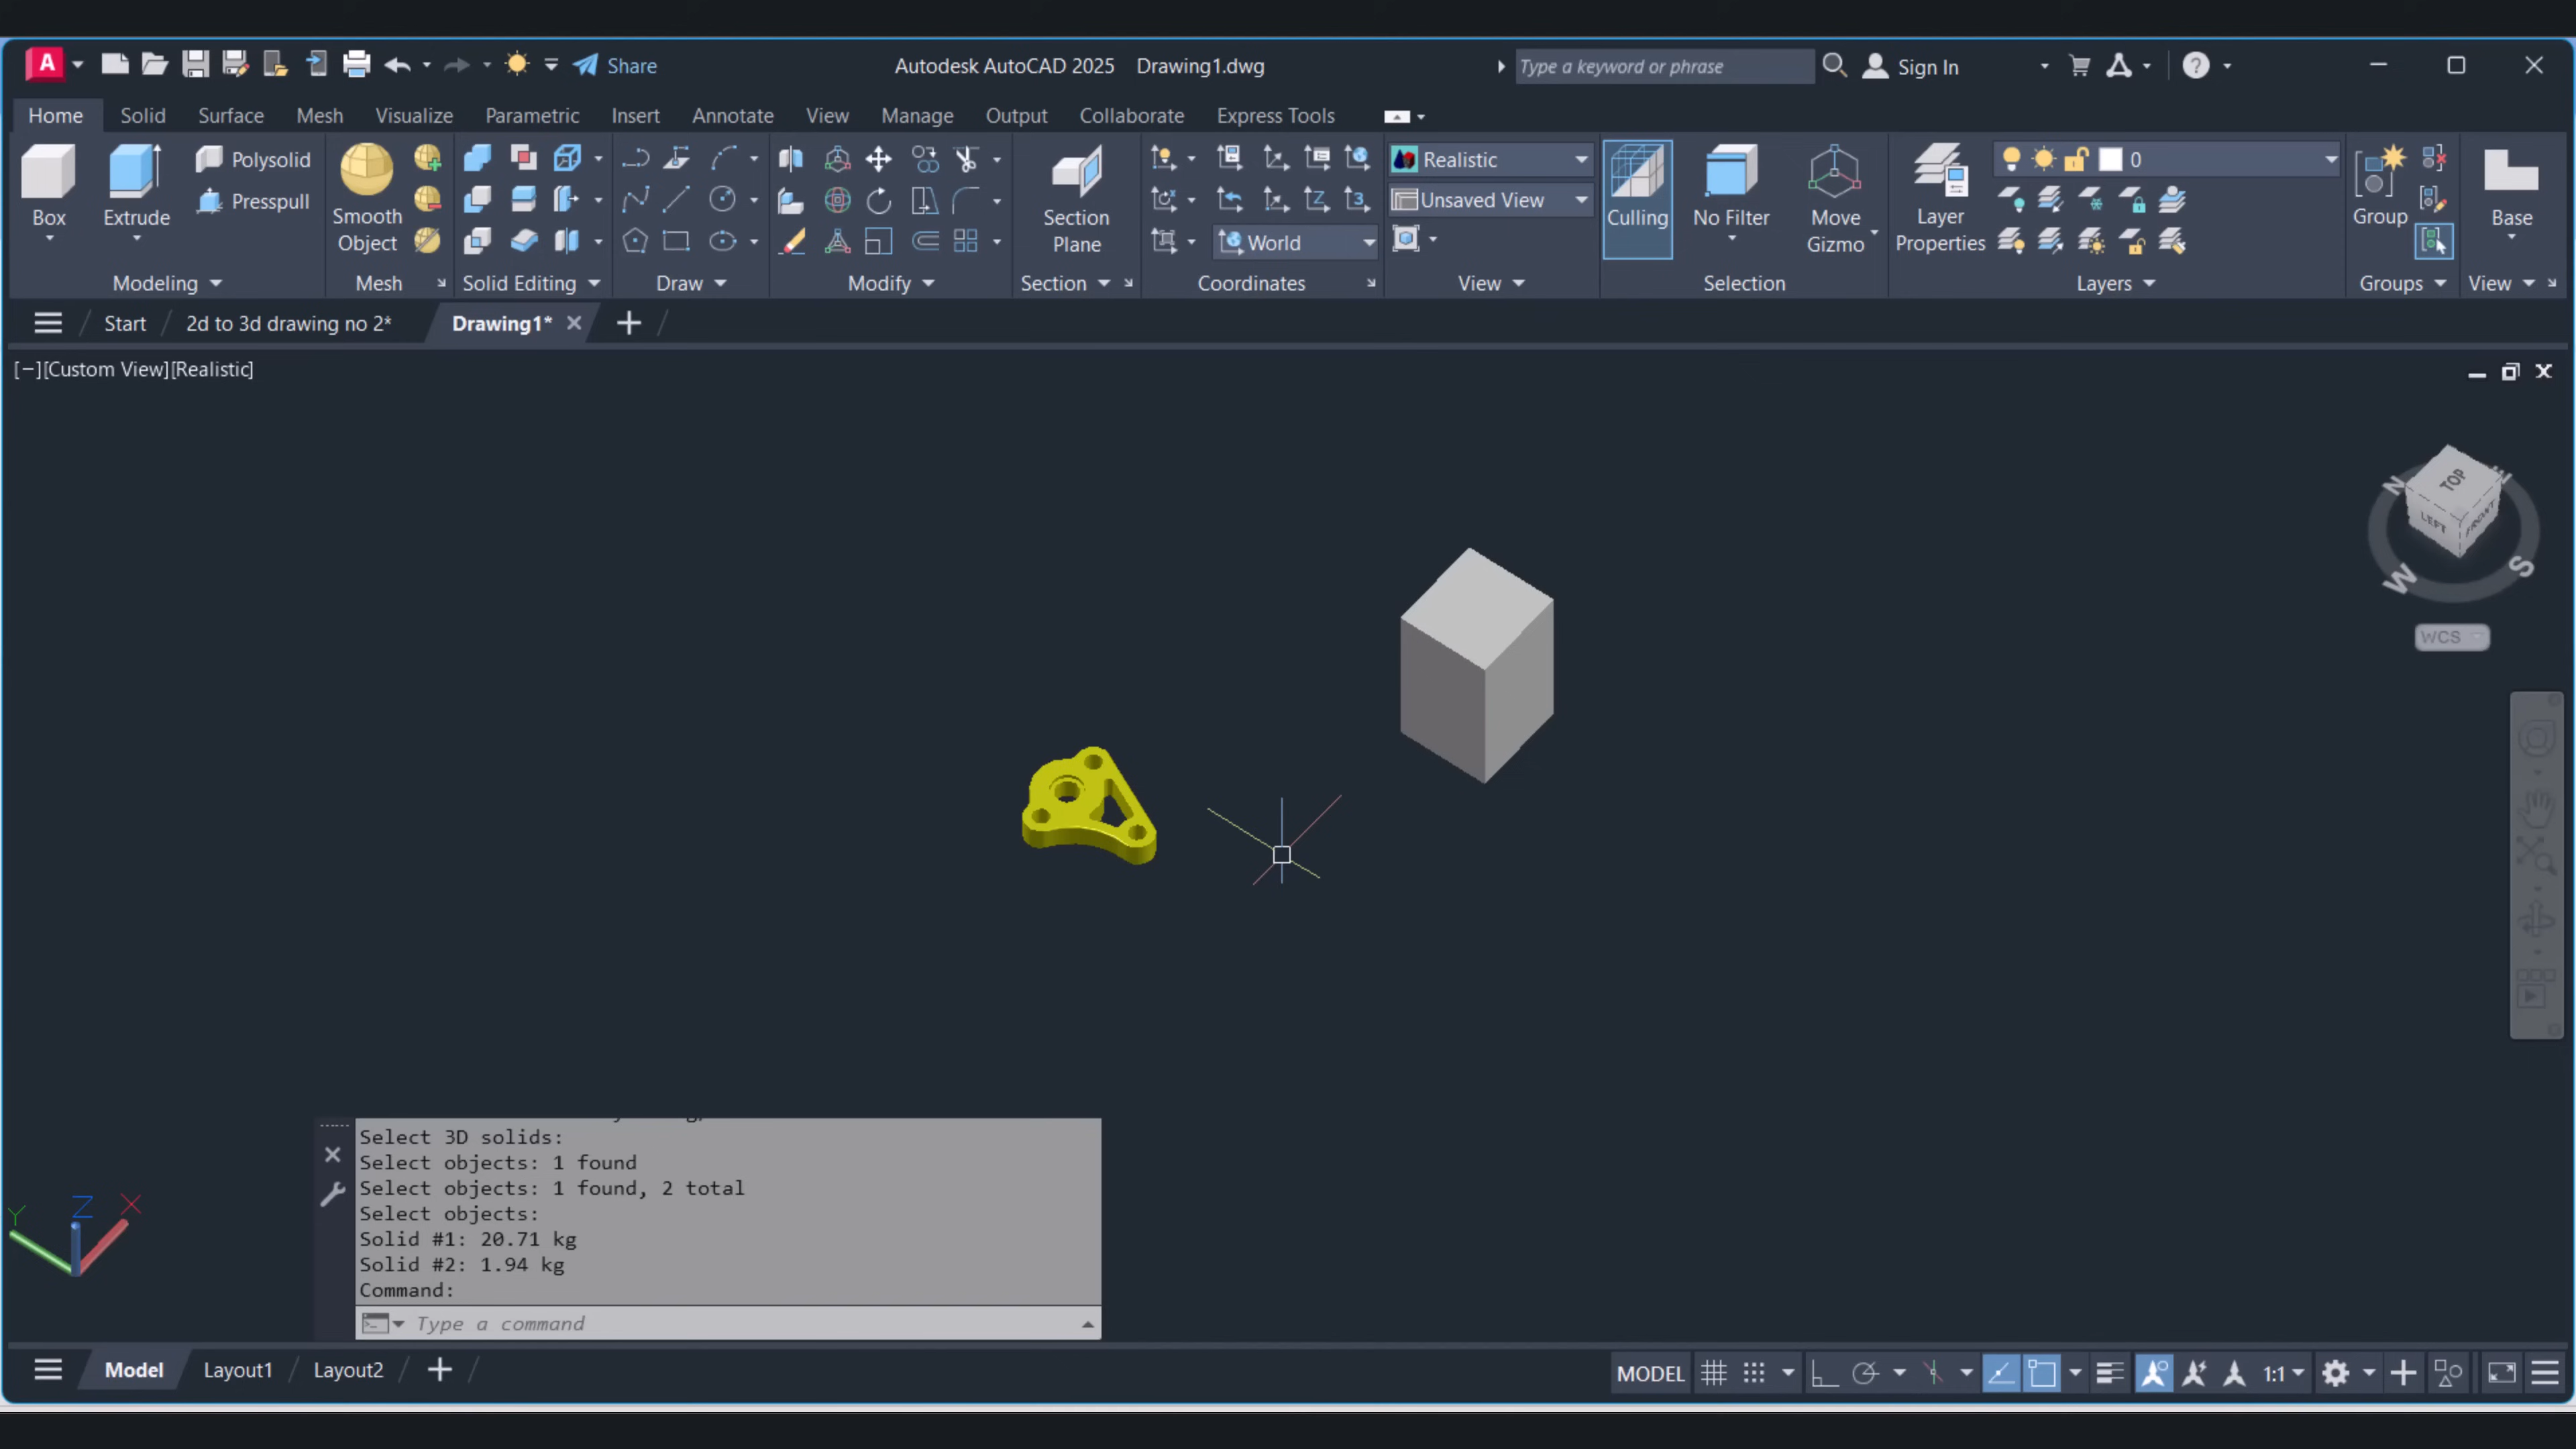 A
Share
Autodesk AutoCAD 2025 Drawing1.dwg
Type a keyword or phrase
Sign In
Home Solid Surface Mesh Visualize Parametric Insert Annotate View Manage Output Collaborate Express Tools
Box
Extrude
Polysolid
Presspull
Smooth
Object
Section
Plane
World
Realistic
Unsaved View
Culling
No Filter
Move
Gizmo
Layer
Properties
0
Group
Base
Modeling
Mesh
Solid Editing
Draw
Modify
Section
Coordinates
View
Selection
Layers
Groups
View
Start
2d to 3d drawing no 2*
Drawing1*
[−][Custom View][Realistic]
TOP
LEFT
FRONT
N
W
S
WCS
Select 3D solids:
Select objects: 1 found
Select objects: 1 found, 2 total
Select objects:
Solid #1: 20.71 kg
Solid #2: 1.94 kg
Command:
Type a command
Y
Z
X
Model
Layout1
Layout2
MODEL
1:1